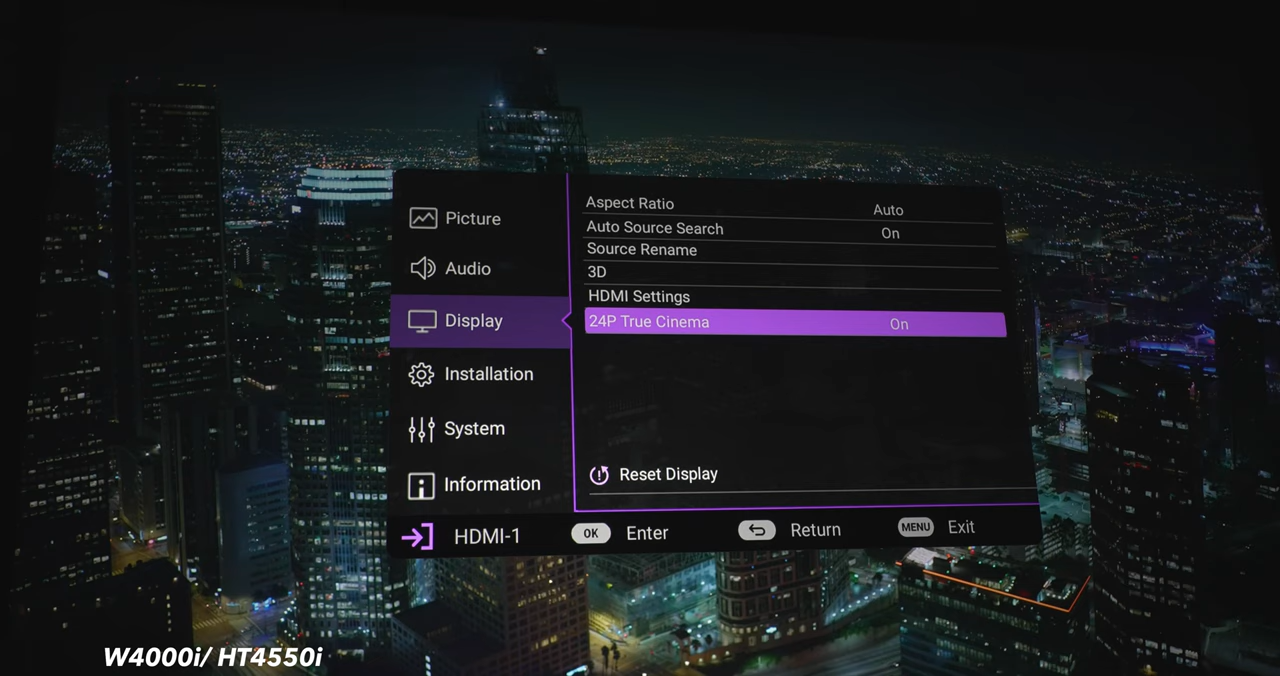 Picture
Audio
Display
Installation
System
Information
Aspect Ratio Auto
Auto Source Search On
Source Rename
3D
HDMI Settings
24P True Cinema On
Reset Display
HDMI-1 OK Enter Return MENU Exit
W4000i/ HT4550i